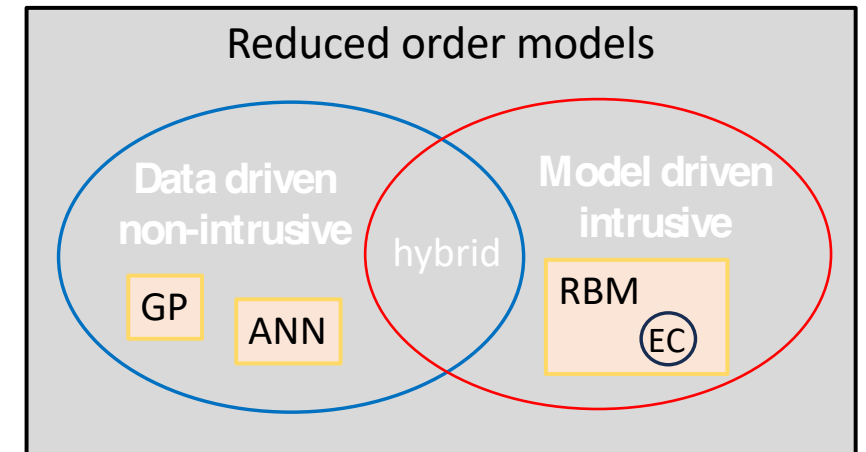 Reduced order models
Data driven
non-intrusive
Model driven
intrusive
hybrid
GP
ANN
RBM
EC